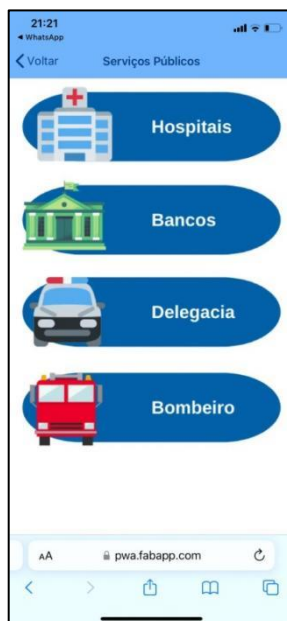 21:21
◂ WhatsApp
Voltar
Serviços Públicos
Hospitais
Bancos
Delegacia
Bombeiro
AA
pwa.fabapp.com